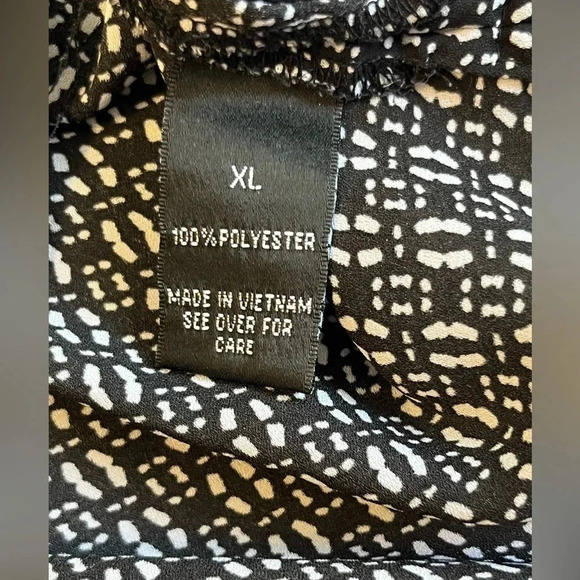 XL
100% POLYESTER
MADE IN VIETNAM
SEE OVER FOR
CARE